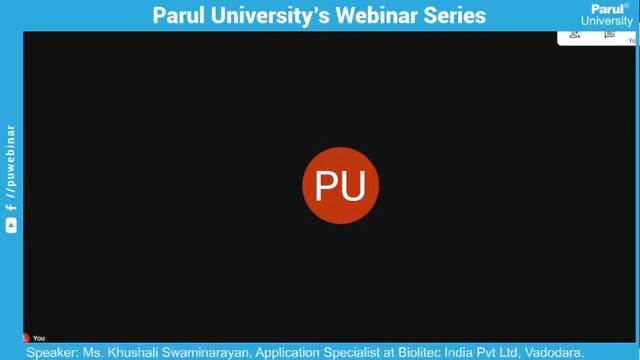 Parul University's Webinar Series
Parul®
University
PU
//puwebinar
You
Speaker: Ms. Khushali Swaminarayan, Application Specialist at Biolitec India Pvt Ltd, Vadodara.